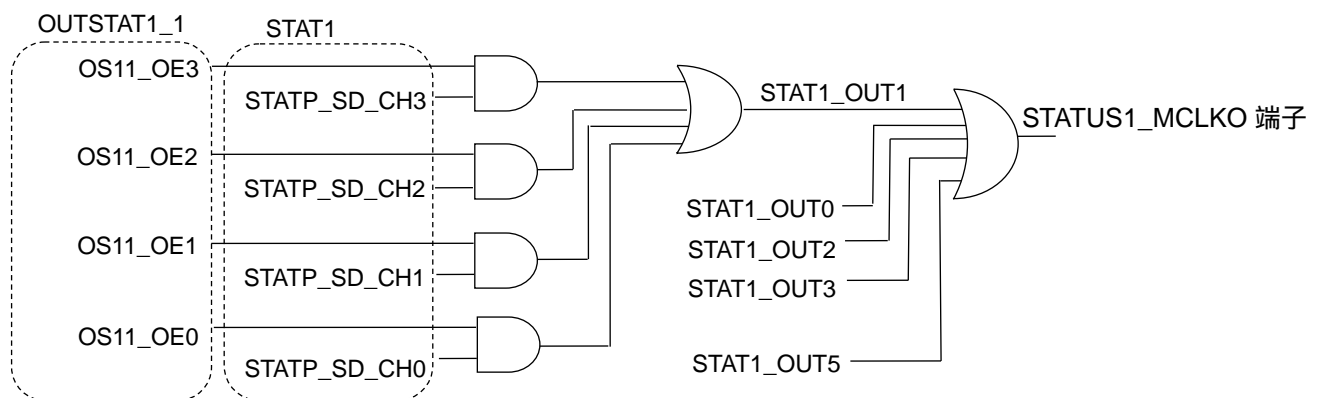 OUTSTAT1_1
STAT1
OS11_OE3
STATP_SD_CH3
STAT1_OUT1
STATUS1_MCLKO 端子
OS11_OE2
STATP_SD_CH2
STAT1_OUT0
OS11_OE1
STAT1_OUT2
STATP_SD_CH1
STAT1_OUT3
OS11_OE0
STATP_SD_CH0
STAT1_OUT5